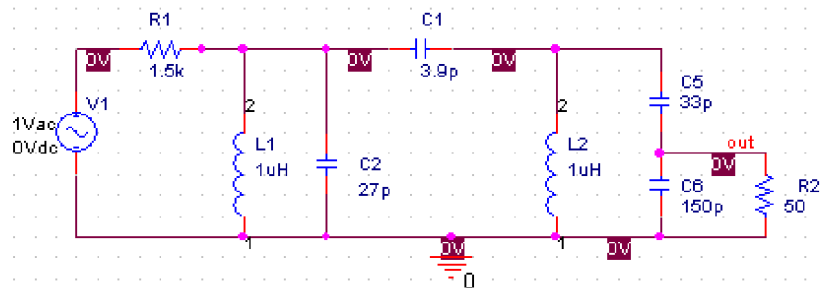 R1
1.5k
0V
V1
1Vac
0Vdc
2
L1
1uH
1
C2
27p
0V
C1
3.9p
0V
2
L2
1uH
1
C5
33p
out
0V
C6
150p
R2
50
0V
0V
0